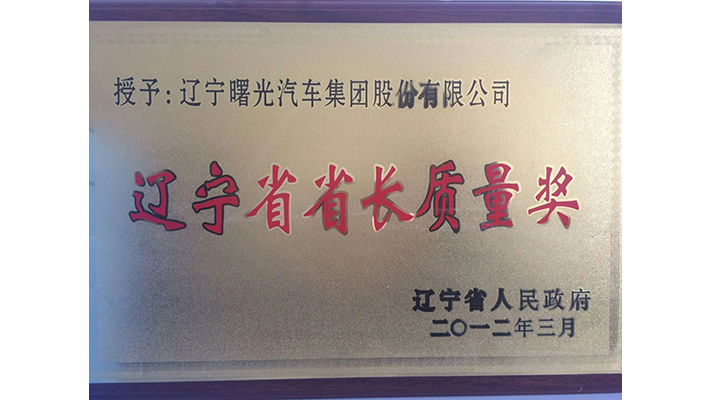 授予：辽宁曙光汽车集团股份有限公司
辽宁省省长质量奖
辽宁省人民政府
二〇一二年三月